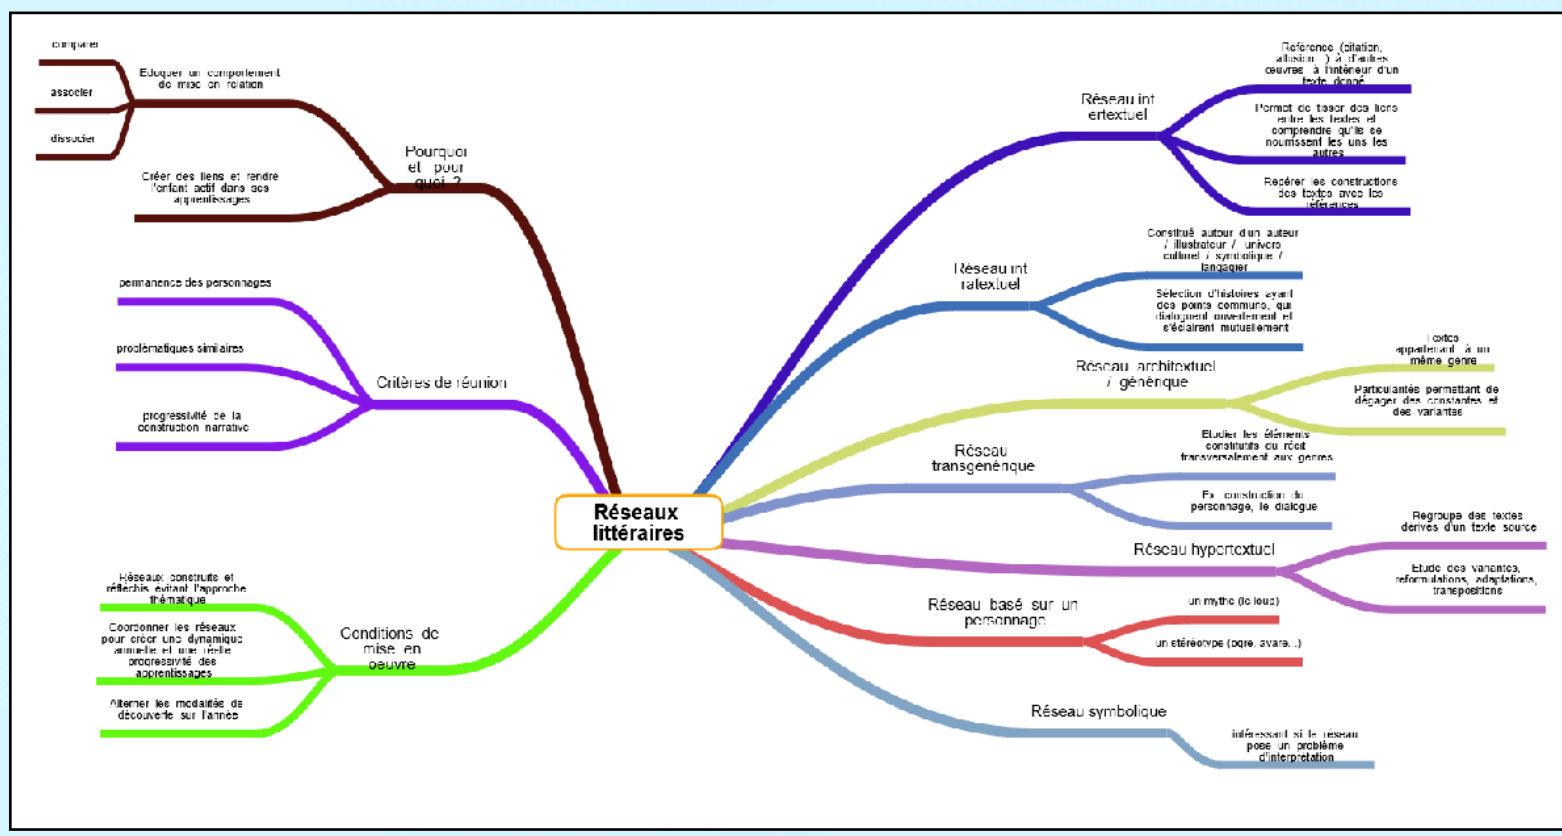 comparer
Eduquer un comportement
de mise en relation
associer
dissocier
Pourquoi
et pour
quoi ?
Créer des liens et rendre
l'enfant actif dans ses
apprentissages
permanence des personnages
problématiques similaires
Critères de réunion
progressivité de la
construction narrative
Réseaux
littéraires
Réseaux construits et
réfléchis évitant l'approche
thématique
Coordonner les réseaux
pour créer une dynamique
annuelle et une réelle
progressivité des
apprentissages
Conditions de
mise en
oeuvre
Alterner les modalités de
découverte sur l'année
Réseau int
ertextuel
Référence (citation,
allusion...) à d'autres
œuvres à l'intérieur d'un
texte donné
Permet de tisser des liens
entre les textes et
comprendre qu'ils se
nourrissent les uns les
autres
Repérer les constructions
des textes avec les
références
Réseau int
ratextuel
Constitué autour d'un auteur
/ illustrateur / univers
culturel / symbolique /
langagier
Sélection d'histoires ayant
des points communs, qui
dialoguent ouvertement et
s'éclairent mutuellement
Réseau architextuel
/ générique
Textes
appartenant à un
même genre
Particularités permettant de
dégager des constantes et
des variantes
Réseau
transgénérique
Etudier les éléments
constitutifs du récit
transversalement aux genres
Ex: construction du
personnage, le dialogue
Réseau hypertextuel
Regroupe des textes
dérivés d'un texte source
Etude des variantes,
reformulations, adaptations,
transpositions
Réseau basé sur un
personnage
un mythe (le loup)
un stéréotype (ogre, avare...)
Réseau symbolique
intéressant si le réseau
pose un problème
d'interprétation